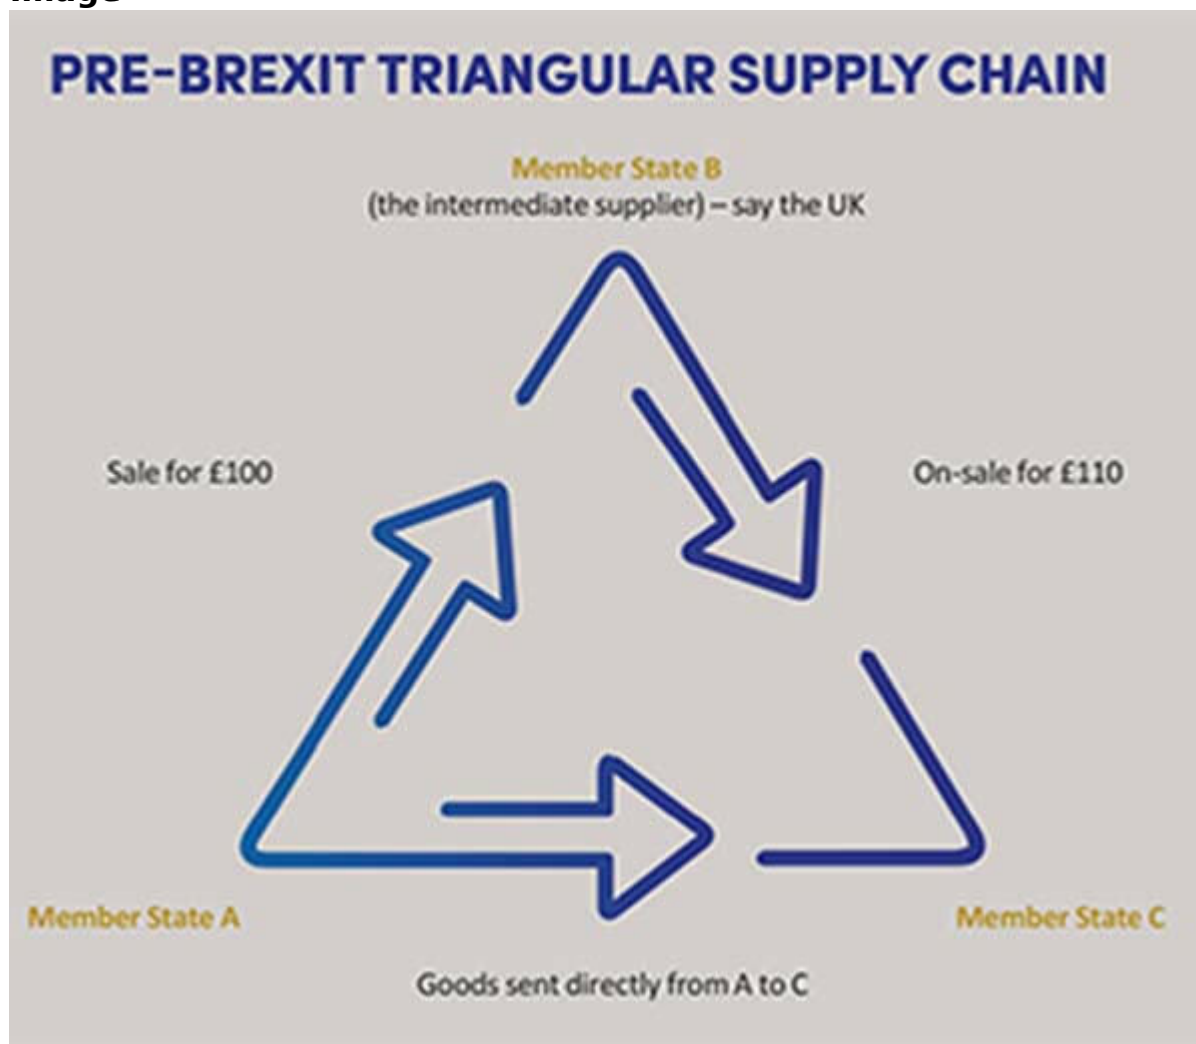 PRE-BREXIT TRIANGULAR SUPPLY CHAIN
Member State B
(the intermediate supplier) – say the UK
Sale for £100
On-sale for £110
Member State A
Member State C
Goods sent directly from A to C